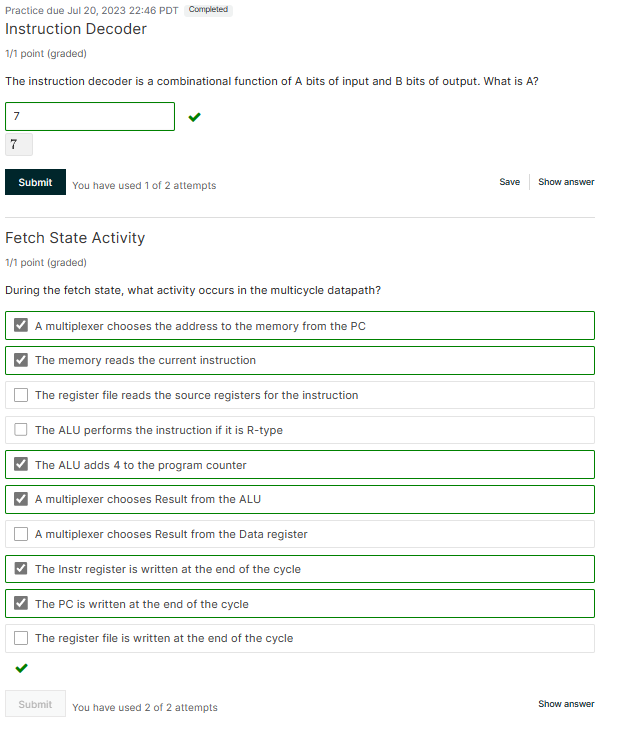 Practice due Jul 20, 2023 22:46 PDT Completed
Instruction Decoder
1/1 point (graded)
The instruction decoder is a combinational function of A bits of input and B bits of output. What is A?
7
7
Submit You have used 1 of 2 attempts Save Show answer
Fetch State Activity
1/1 point (graded)
During the fetch state, what activity occurs in the multicycle datapath?
A multiplexer chooses the address to the memory from the PC
The memory reads the current instruction
The register file reads the source registers for the instruction
The ALU performs the instruction if it is R-type
The ALU adds 4 to the program counter
A multiplexer chooses Result from the ALU
A multiplexer chooses Result from the Data register
The Instr register is written at the end of the cycle
The PC is written at the end of the cycle
The register file is written at the end of the cycle
Submit You have used 2 of 2 attempts Show answer